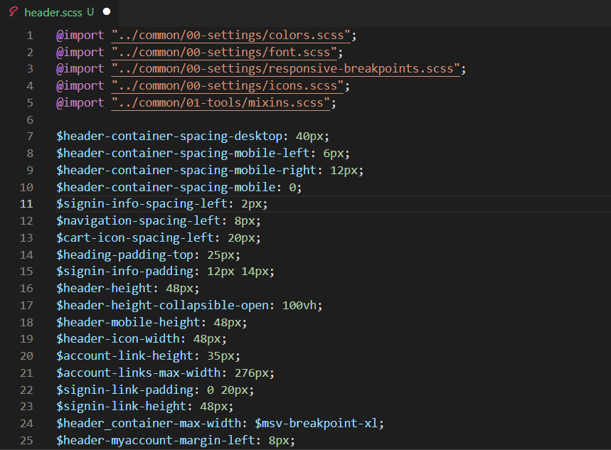 header.scss U
1 @import "../common/00-settings/colors.scss";
2 @import "../common/00-settings/font.scss";
3 @import "../common/00-settings/responsive-breakpoints.scss";
4 @import "../common/00-settings/icons.scss";
5 @import "../common/01-tools/mixins.scss";
6
7 $header-container-spacing-desktop: 40px;
8 $header-container-spacing-mobile-left: 6px;
9 $header-container-spacing-mobile-right: 12px;
10 $header-container-spacing-mobile: 0;
11 $signin-info-spacing-left: 2px;
12 $navigation-spacing-left: 8px;
13 $cart-icon-spacing-left: 20px;
14 $heading-padding-top: 25px;
15 $signin-info-padding: 12px 14px;
16 $header-height: 48px;
17 $header-height-collapsible-open: 100vh;
18 $header-mobile-height: 48px;
19 $header-icon-width: 48px;
20 $account-link-height: 35px;
21 $account-links-max-width: 276px;
22 $signin-link-padding: 0 20px;
23 $signin-link-height: 48px;
24 $header_container-max-width: $msv-breakpoint-xl;
25 $header-myaccount-margin-left: 8px;